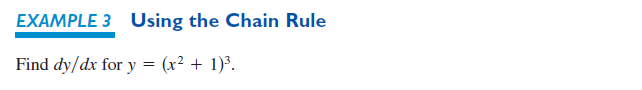 EXAMPLE 3 Using the Chain Rule
Find dy/dx for y = (x² + 1)³.